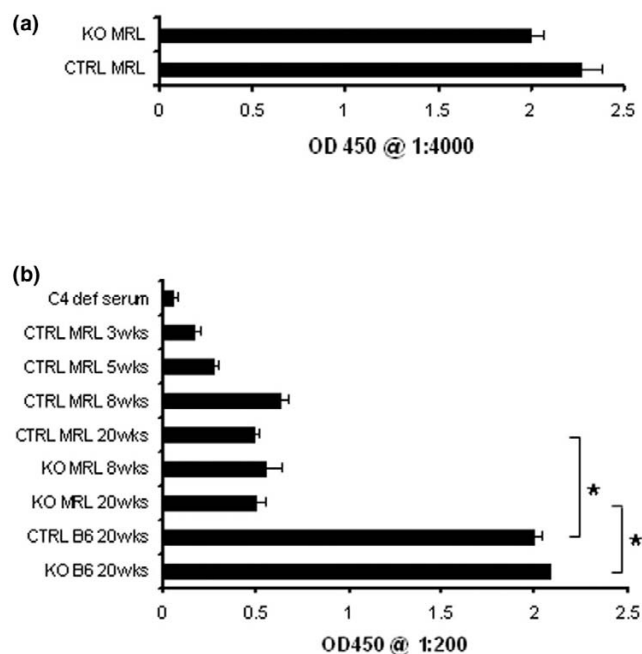 (a)
KO MRL
CTRL MRL
0 0.5 1 1.5 2 2.5
OD 450 @ 1:4000
(b)
C4 def serum
CTRL MRL 3wks
CTRL MRL 5wks
CTRL MRL 8wks
CTRL MRL 20wks
KO MRL 8wks
*
KO MRL 20wks
CTRL B6 20wks
*
KO B6 20wks
0 0.5 1 1.5 2 2.5
OD450 @ 1:200